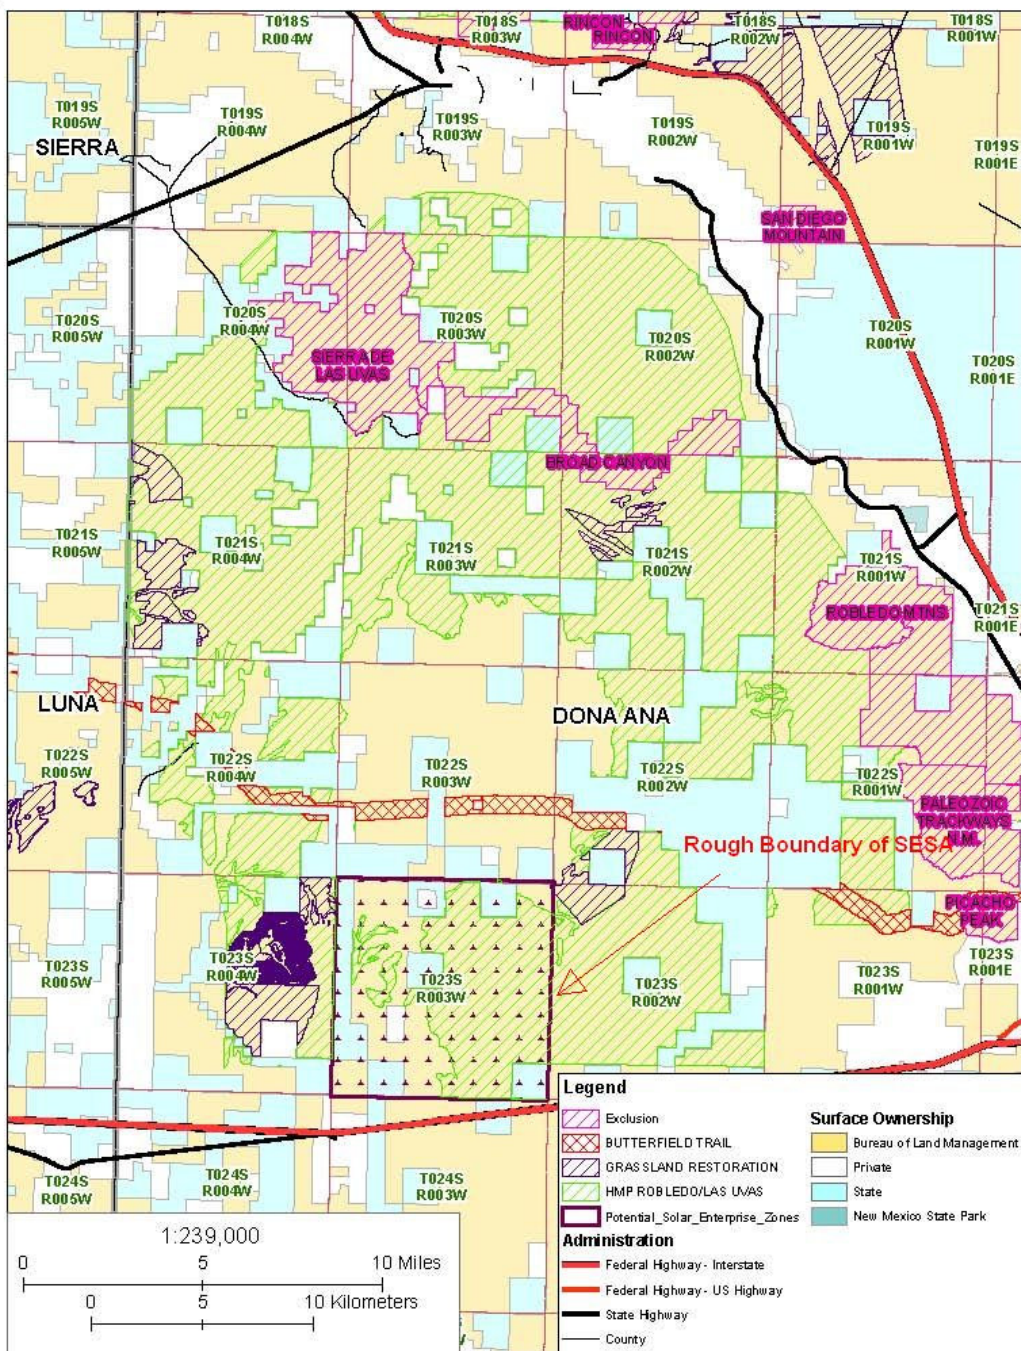 T018S
R004W
T018S
R003W
RINCON
RINCON
T018S
R002W
T018S
R001W
T019S
R005W
T019S
R004W
T019S
R003W
T019S
R002W
T019S
R001W
T019S
R001E
SIERRA
SAN DIEGO
MOUNTAIN
T020S
R005W
T020S
R004W
T020S
R003W
T020S
R002W
T020S
R001W
T020S
R001E
SIERRA DE
LAS UVAS
BROAD CANYON
T021S
R005W
T021S
R004W
T021S
R003W
T021S
R002W
T021S
R001W
T021S
R001E
ROBLEDO MTNS
LUNA
DONA ANA
T022S
R005W
T022S
R004W
T022S
R003W
T022S
R002W
T022S
R001W
PALEOZOIC
TRACKWAYS
N.M.
Rough Boundary of SESA
PICACHO
PEAK
T023S
R005W
T023S
R004W
T023S
R003W
T023S
R002W
T023S
R001W
T023S
R001E
T024S
R005W
T024S
R004W
T024S
R003W
Legend
Exclusion
BUTTERFIELD TRAIL
GRASSLAND RESTORATION
HMP ROBLEDO/LAS UVAS
Potential_Solar_Enterprise_Zones
Administration
Federal Highway - Interstate
Federal Highway - US Highway
State Highway
County
Surface Ownership
Bureau of Land Management
Private
State
New Mexico State Park
1:239,000
0 5 10 Miles
0 5 10 Kilometers